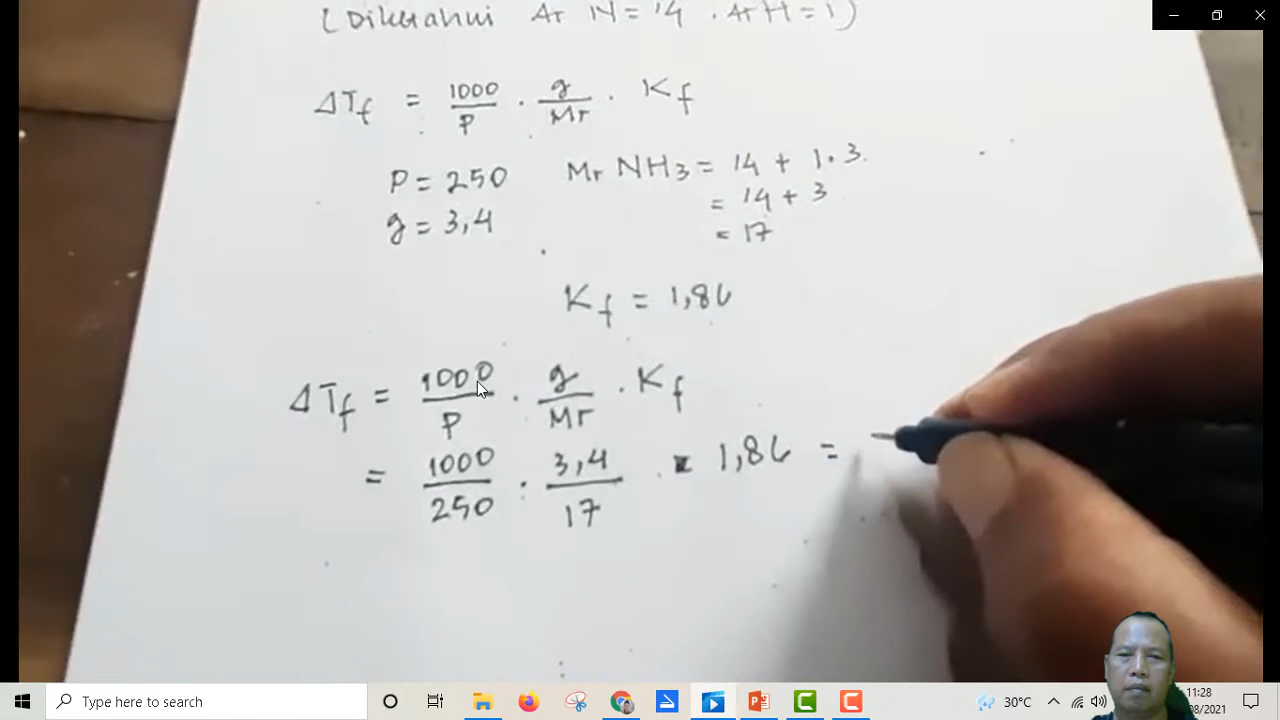 (Diketahui Ar N = 14 . Ar H = 1)
ΔTf = 1000/P . g/Mr . Kf
P = 250 Mr NH3 = 14 + 1.3
g = 3,4 = 14 + 3
= 17
Kf = 1,86
ΔTf = 1000/P . g/Mr . Kf
= 1000/250 . 3,4/17 . 1,86 =
Type here to search
30°C
11:28
08/2021